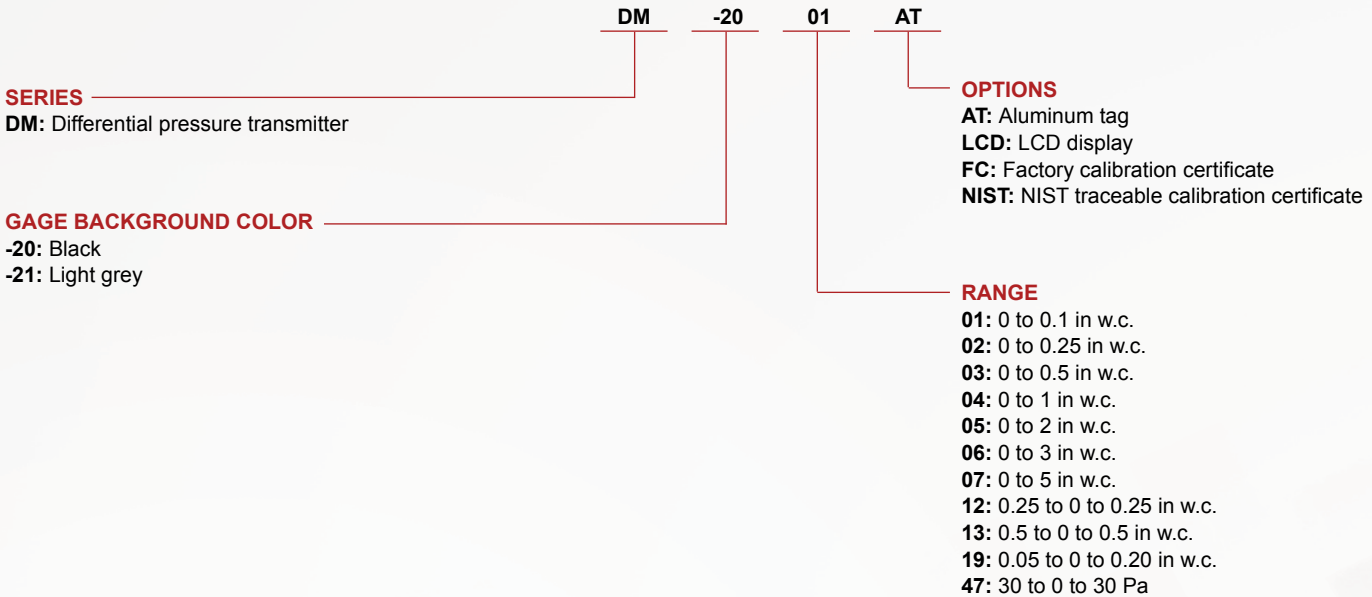 DM -20 01 AT
SERIES
DM: Differential pressure transmitter
GAGE BACKGROUND COLOR
-20: Black
-21: Light grey
OPTIONS
AT: Aluminum tag
LCD: LCD display
FC: Factory calibration certificate
NIST: NIST traceable calibration certificate
RANGE
01: 0 to 0.1 in w.c.
02: 0 to 0.25 in w.c.
03: 0 to 0.5 in w.c.
04: 0 to 1 in w.c.
05: 0 to 2 in w.c.
06: 0 to 3 in w.c.
07: 0 to 5 in w.c.
12: 0.25 to 0 to 0.25 in w.c.
13: 0.5 to 0 to 0.5 in w.c.
19: 0.05 to 0 to 0.20 in w.c.
47: 30 to 0 to 30 Pa